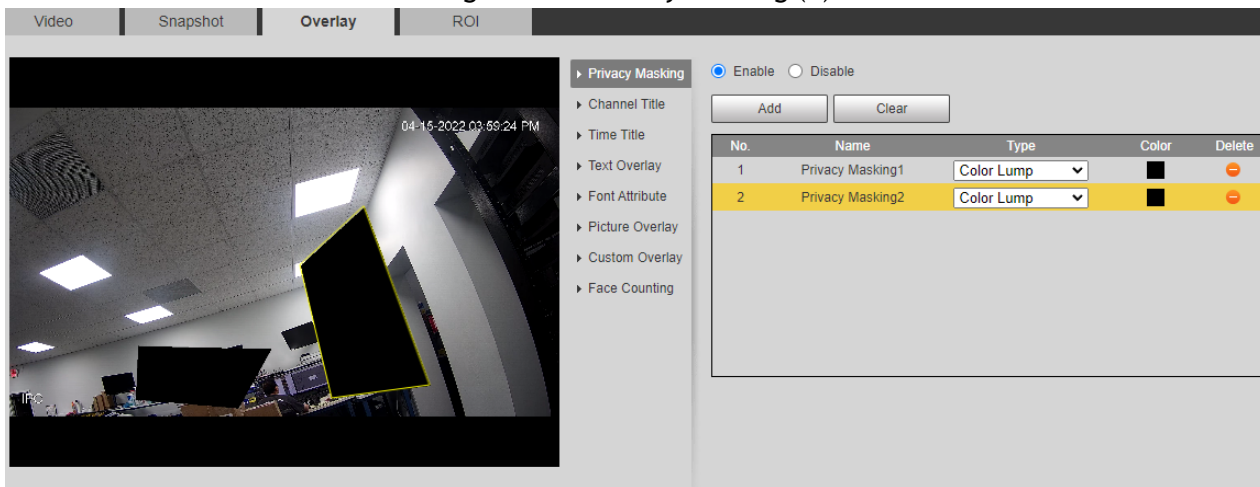 Video Snapshot Overlay ROI
Privacy Masking
Channel Title
Time Title
Text Overlay
Font Attribute
Picture Overlay
Custom Overlay
Face Counting
04-15-2022 03:59:24 PM
IPC
Enable Disable
Add Clear
No. Name Type Color Delete
1 Privacy Masking1 Color Lump
2 Privacy Masking2 Color Lump